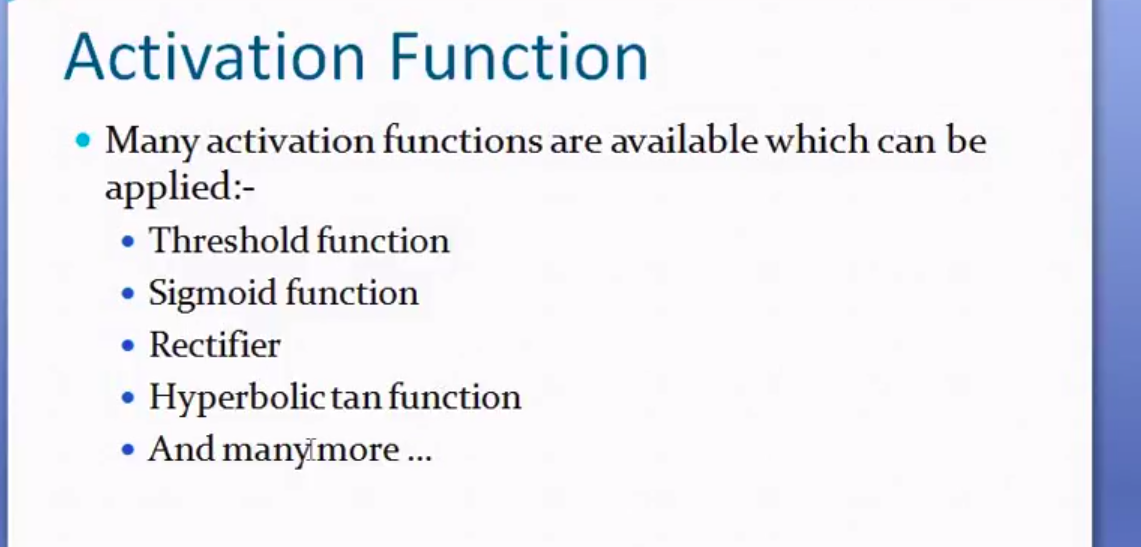 Activation Function
Many activation functions are available which can be
applied:-
Threshold function
Sigmoid function
Rectifier
Hyperbolic tan function
And many more ...